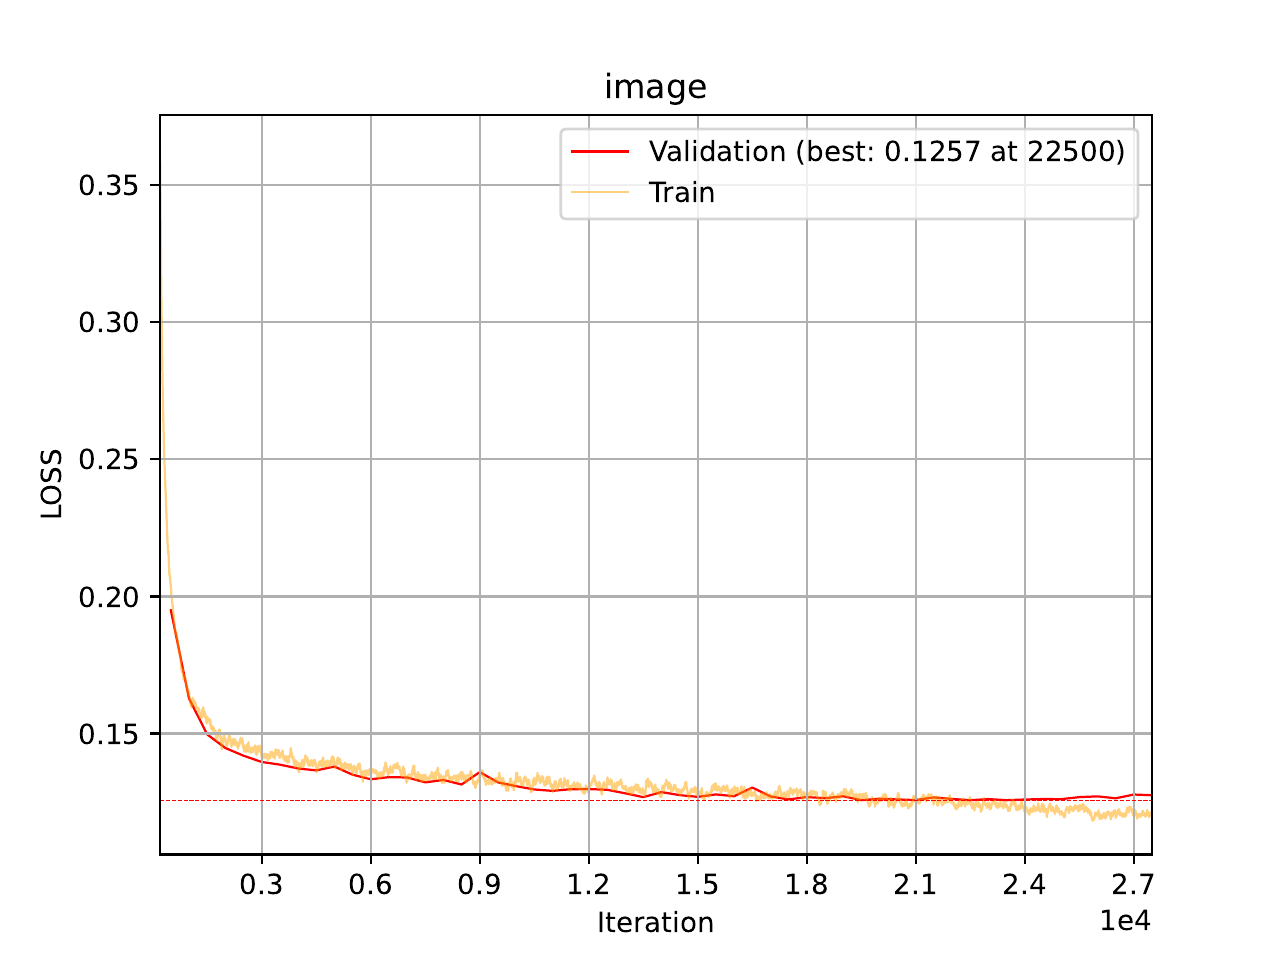 image
Validation (best: 0.1257 at 22500)
Train
0.35
0.30
0.25
0.20
0.15
LOSS
0.3 0.6 0.9 1.2 1.5 1.8 2.1 2.4 2.7
1e4
Iteration